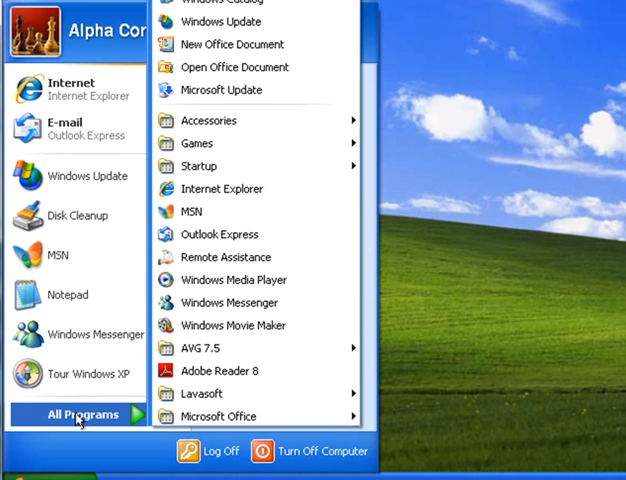 Alpha Cor
Internet
Internet Explorer
E-mail
Outlook Express
Windows Update
Disk Cleanup
MSN
Notepad
Windows Messenger
Tour Windows XP
All Programs
Windows Catalog
Windows Update
New Office Document
Open Office Document
Microsoft Update
Accessories
Games
Startup
Internet Explorer
MSN
Outlook Express
Remote Assistance
Windows Media Player
Windows Messenger
Windows Movie Maker
AVG 7.5
Adobe Reader 8
Lavasoft
Microsoft Office
Log Off
Turn Off Computer